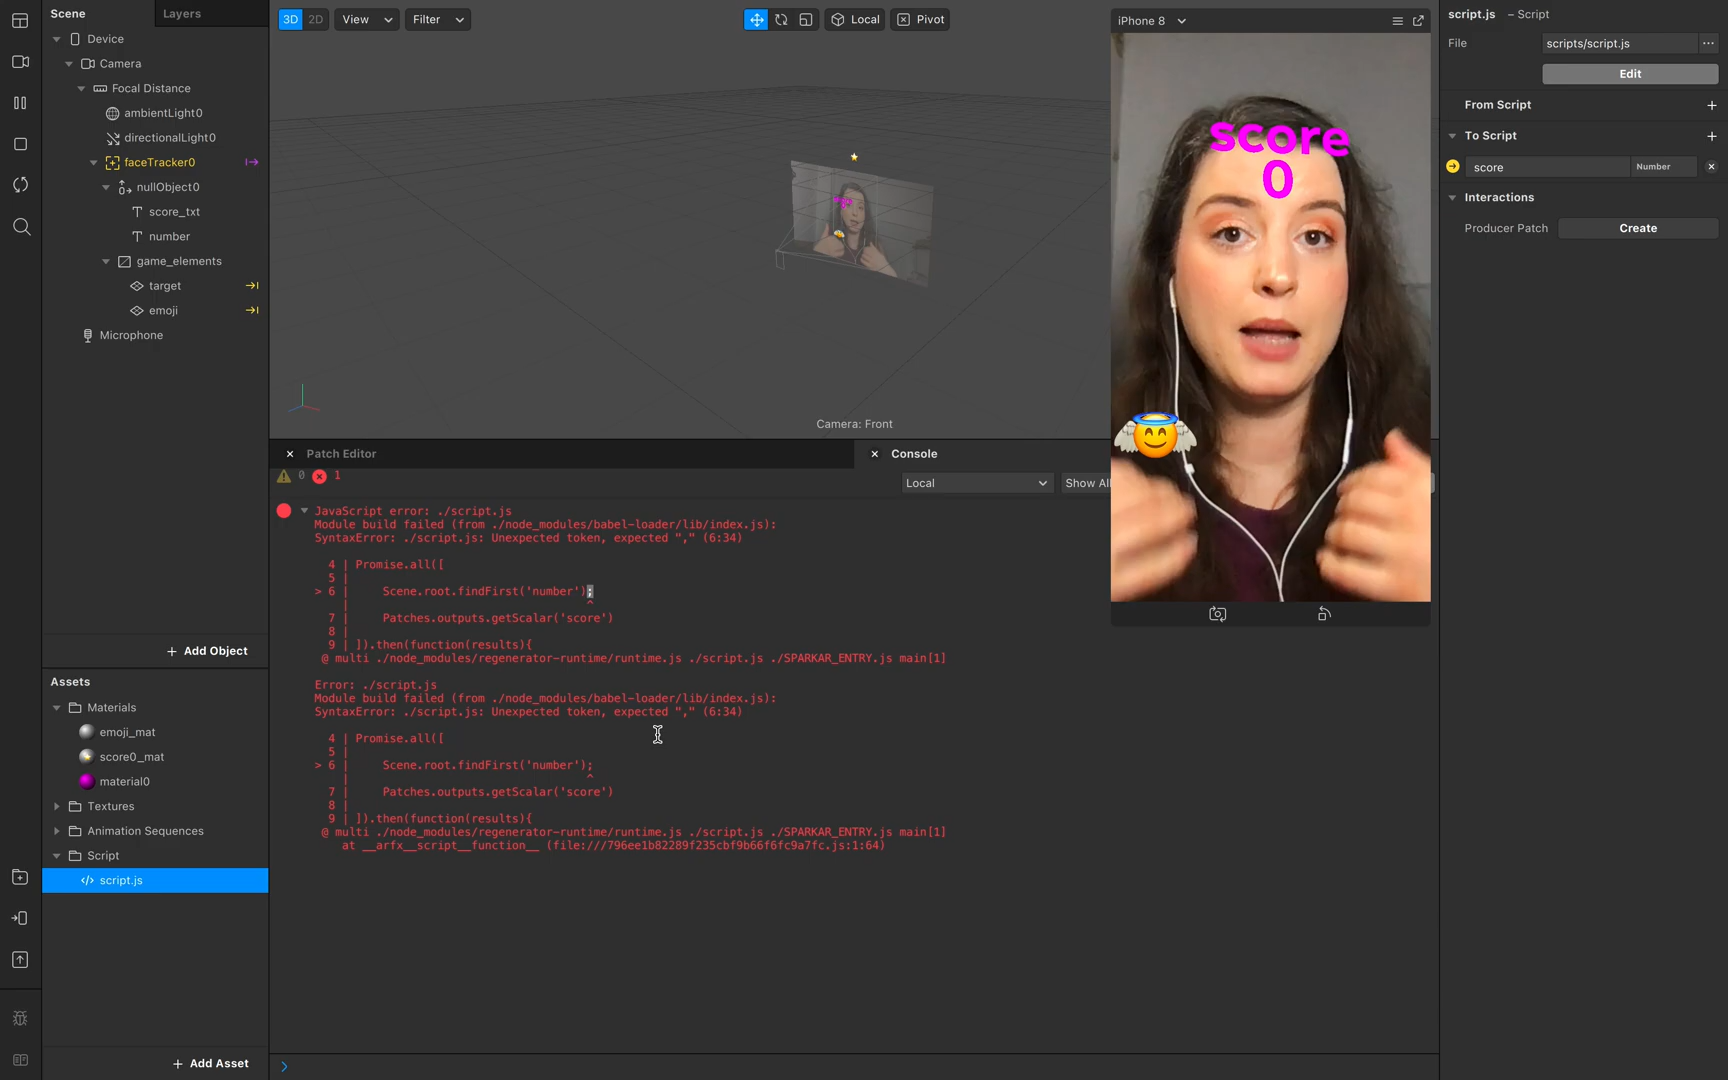 Scene
Layers
Device
Camera
Focal Distance
ambientLight0
directionalLight0
faceTracker0
nullObject0
score_txt
number
game_elements
target
emoji
Microphone
+ Add Object
Assets
Materials
emoji_mat
score0_mat
material0
Textures
Animation Sequences
Script
</> script.js
+ Add Asset
3D 2D View Filter
Local Pivot
Camera: Front
Patch Editor
Console
0 1
Local
Show All
JavaScript error: ./script.js
Module build failed (from ./node_modules/babel-loader/lib/index.js):
SyntaxError: ./script.js: Unexpected token, expected "," (6:34)
4 | Promise.all([
5 |
> 6 |     Scene.root.findFirst('number');
|                                   ^
7 |     Patches.outputs.getScalar('score')
8 |
9 | ]).then(function(results){
@ multi ./node_modules/regenerator-runtime/runtime.js ./script.js ./SPARKAR_ENTRY.js main[1]
Error: ./script.js
Module build failed (from ./node_modules/babel-loader/lib/index.js):
SyntaxError: ./script.js: Unexpected token, expected "," (6:34)
4 | Promise.all([
5 |
> 6 |     Scene.root.findFirst('number');
|                                   ^
7 |     Patches.outputs.getScalar('score')
8 |
9 | ]).then(function(results){
@ multi ./node_modules/regenerator-runtime/runtime.js ./script.js ./SPARKAR_ENTRY.js main[1]
at __arfx__script__function__ (file:///796ee1b82289f235cbf9b66f6fc9a7fc.js:1:64)
iPhone 8
score
0
script.js – Script
File scripts/script.js ...
Edit
From Script +
To Script +
score Number
Interactions
Producer Patch Create